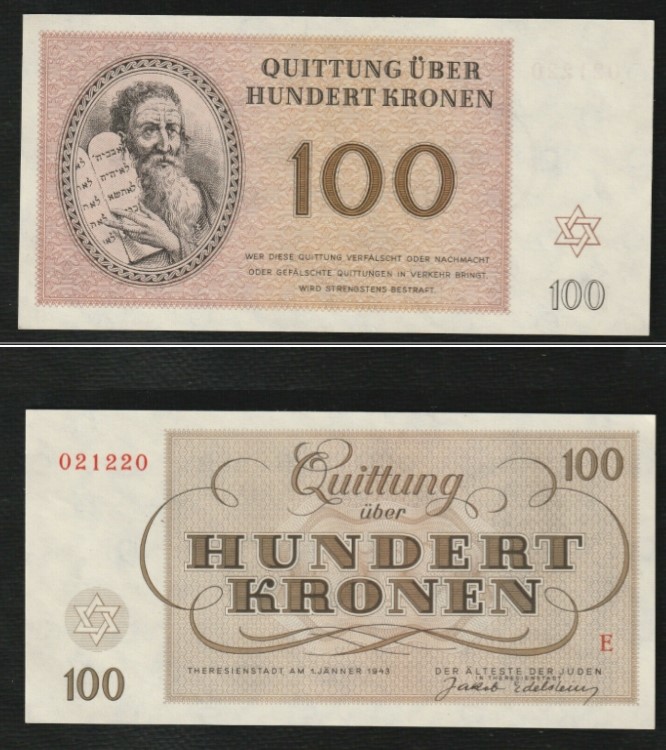 QUITTUNG ÜBER
HUNDERT KRONEN
100
WER DIESE QUITTUNG VERFÄLSCHT ODER NACHMACHT
ODER GEFÄLSCHTE QUITTUNGEN IN VERKEHR BRINGT,
WIRD STRENGSTENS BESTRAFT.
100
021220
100
Quittung
über
HUNDERT
KRONEN
E
THERESIENSTADT AM 1. JÄNNER 1943
DER ÄLTESTE DER JUDEN
IN THERESIENSTADT
Jakob Edelstein
100